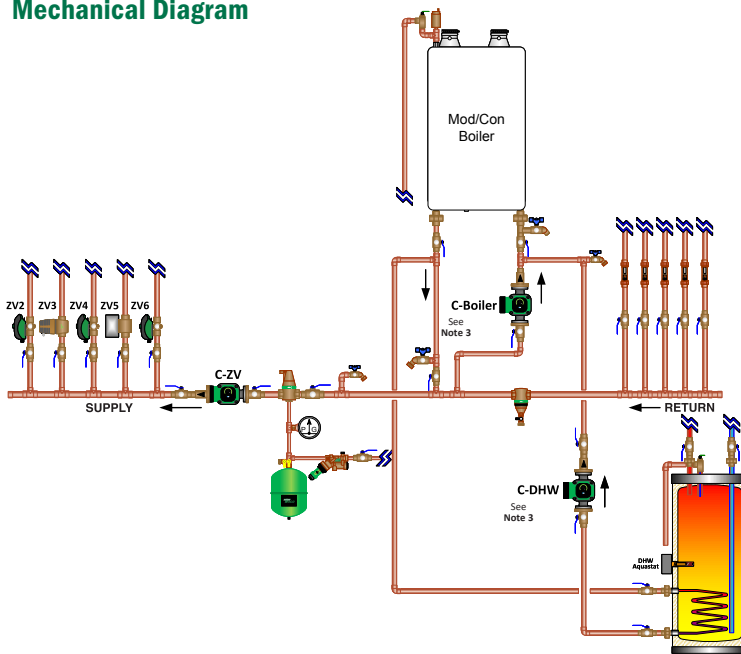 Mechanical Diagram
Mod/Con
Boiler
ZV2 ZV3 ZV4 ZV5 ZV6
C-Boiler
See
Note 3
C-ZV
SUPPLY
RETURN
P G
C-DHW
See
Note 3
DHW
Aquastat